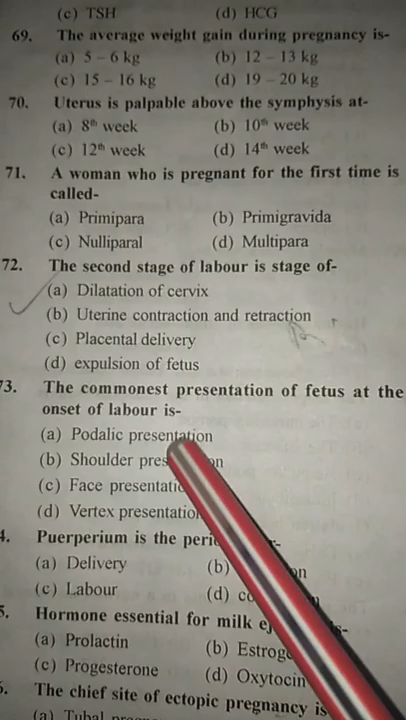 (c) TSH (d) HCG
69. The average weight gain during pregnancy is-
(a) 5 – 6 kg (b) 12 – 13 kg
(c) 15 – 16 kg (d) 19 – 20 kg
70. Uterus is palpable above the symphysis at-
(a) 8th week (b) 10th week
(c) 12th week (d) 14th week
71. A woman who is pregnant for the first time is
called-
(a) Primipara (b) Primigravida
(c) Nulliparal (d) Multipara
72. The second stage of labour is stage of-
(a) Dilatation of cervix
(b) Uterine contraction and retraction
(c) Placental delivery
(d) expulsion of fetus
73. The commonest presentation of fetus at the
onset of labour is-
(a) Podalic presentation
(b) Shoulder
(c) Face
(d) Vertex
4. Puerperium is the
(a) Delivery (b)
(c) Labour (d)
5. Hormone essential for milk
(a) Prolactin (b)
(c) Progesterone (d) Oxytocin
The chief site of ectopic pregnancy is
(a) Tubal